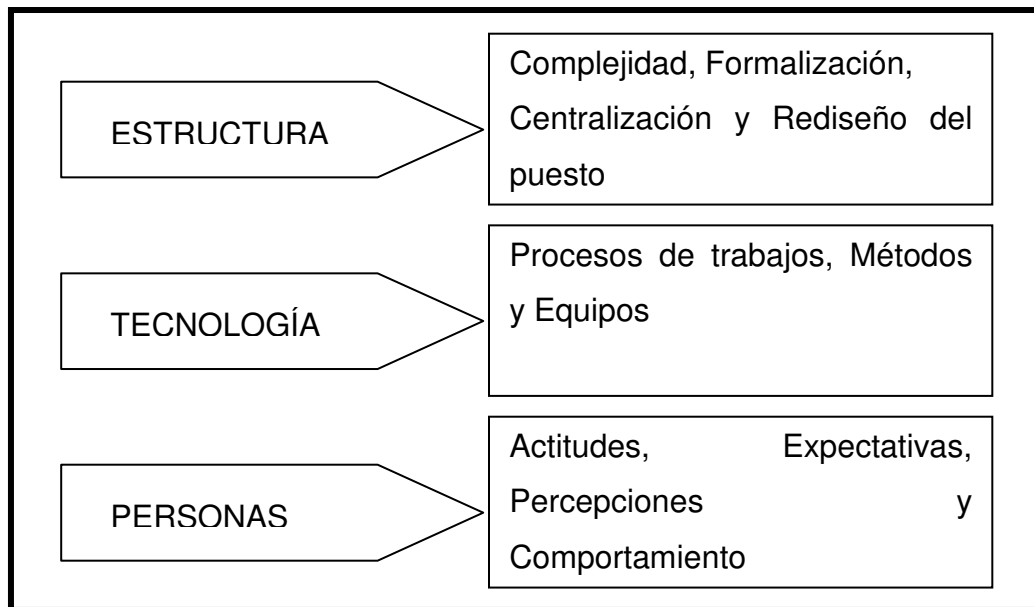 ESTRUCTURA
Complejidad, Formalización,
Centralización y Rediseño del
puesto
TECNOLOGÍA
Procesos de trabajos, Métodos
y Equipos
PERSONAS
Actitudes, Expectativas,
Percepciones y
Comportamiento